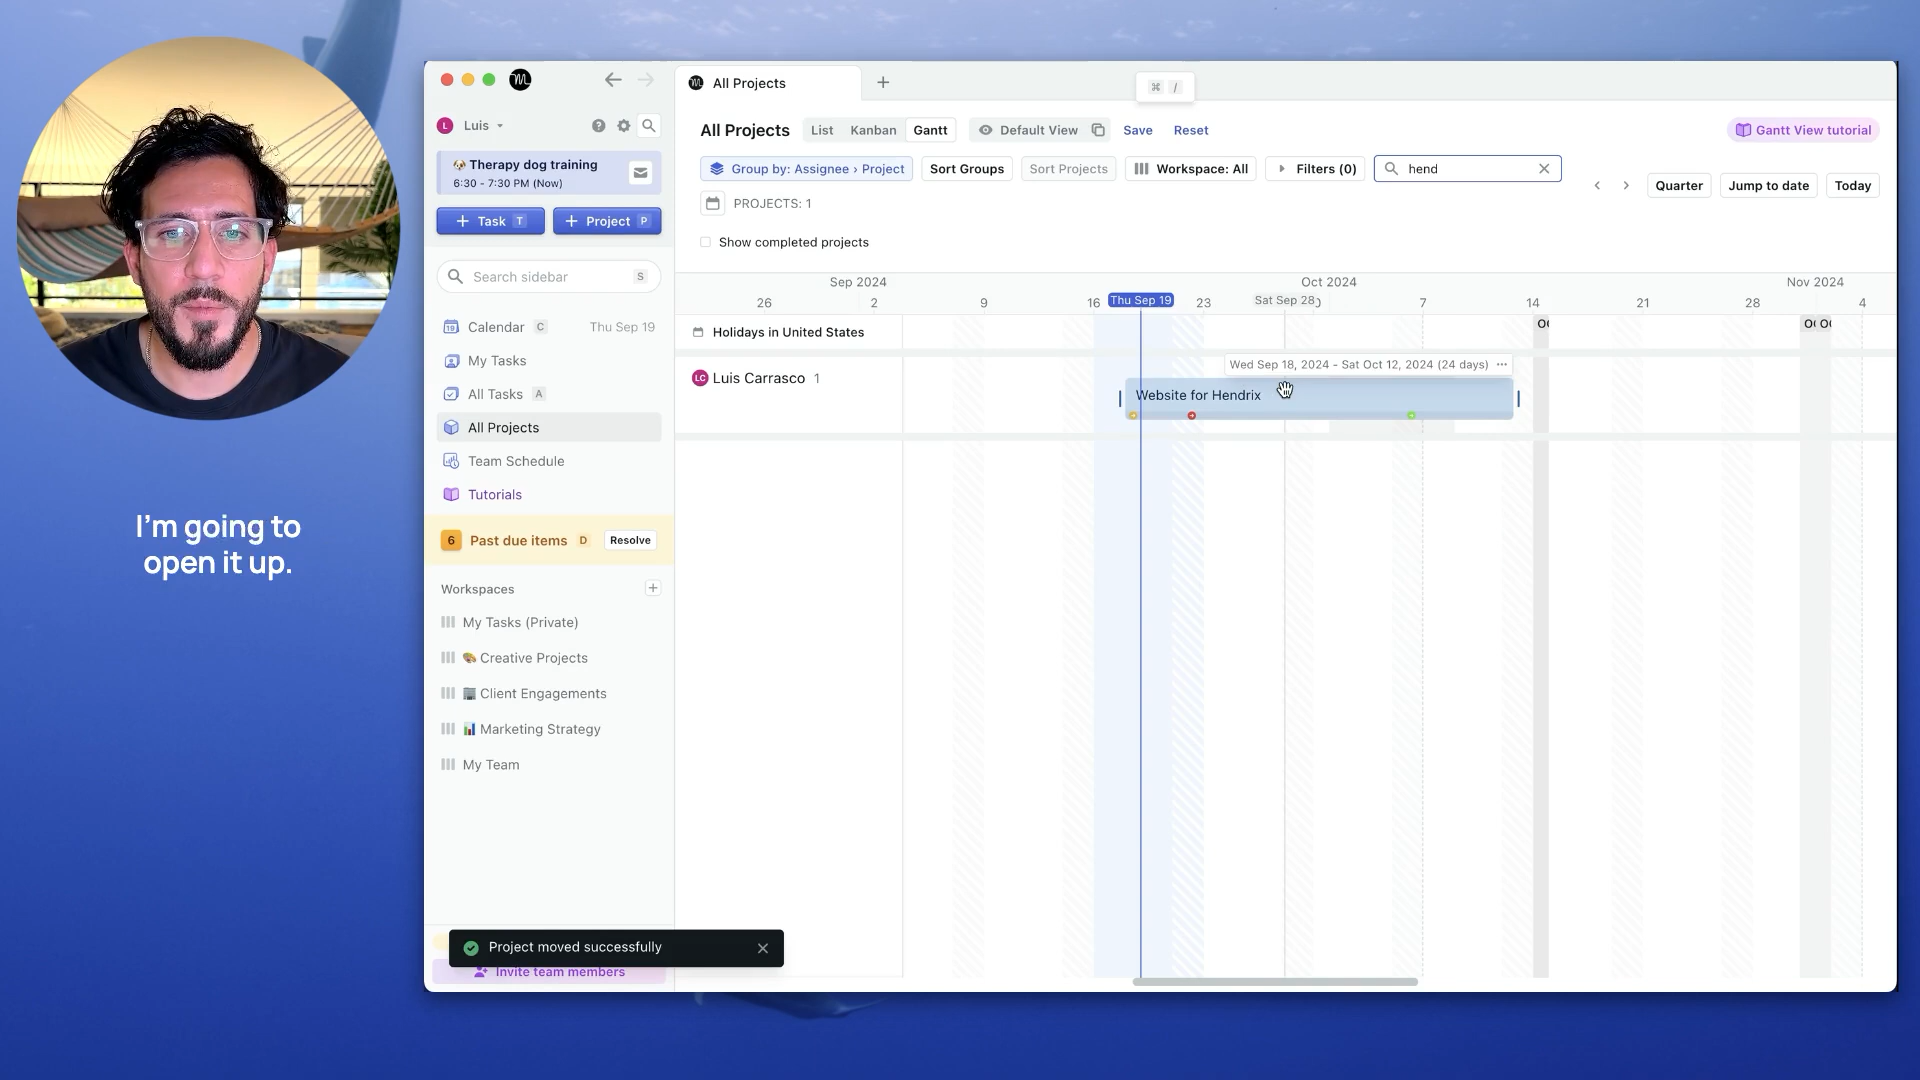 All Projects
⌘ /
L Luis
All Projects
List Kanban Gantt
Default View
Save
Reset
Gantt View tutorial
🐶 Therapy dog training
6:30 - 7:30 PM (Now)
Group by: Assignee › Project
Sort Groups
Sort Projects
Workspace: All
Filters (0)
hend
Quarter
Jump to date
Today
+ Task T
+ Project P
PROJECTS: 1
Show completed projects
Search sidebar S
Sep 2024
Oct 2024
Nov 2024
26 2 9 16 Thu Sep 19 23 Sat Sep 28 7 14 21 28 4
Calendar C Thu Sep 19
Holidays in United States
My Tasks
Wed Sep 18, 2024 - Sat Oct 12, 2024 (24 days) ···
LC Luis Carrasco 1
Website for Hendrix
All Tasks A
All Projects
Team Schedule
Tutorials
I'm going to
open it up.
6 Past due items D Resolve
Workspaces
My Tasks (Private)
🎨 Creative Projects
🏢 Client Engagements
📊 Marketing Strategy
My Team
Project moved successfully
Invite team members